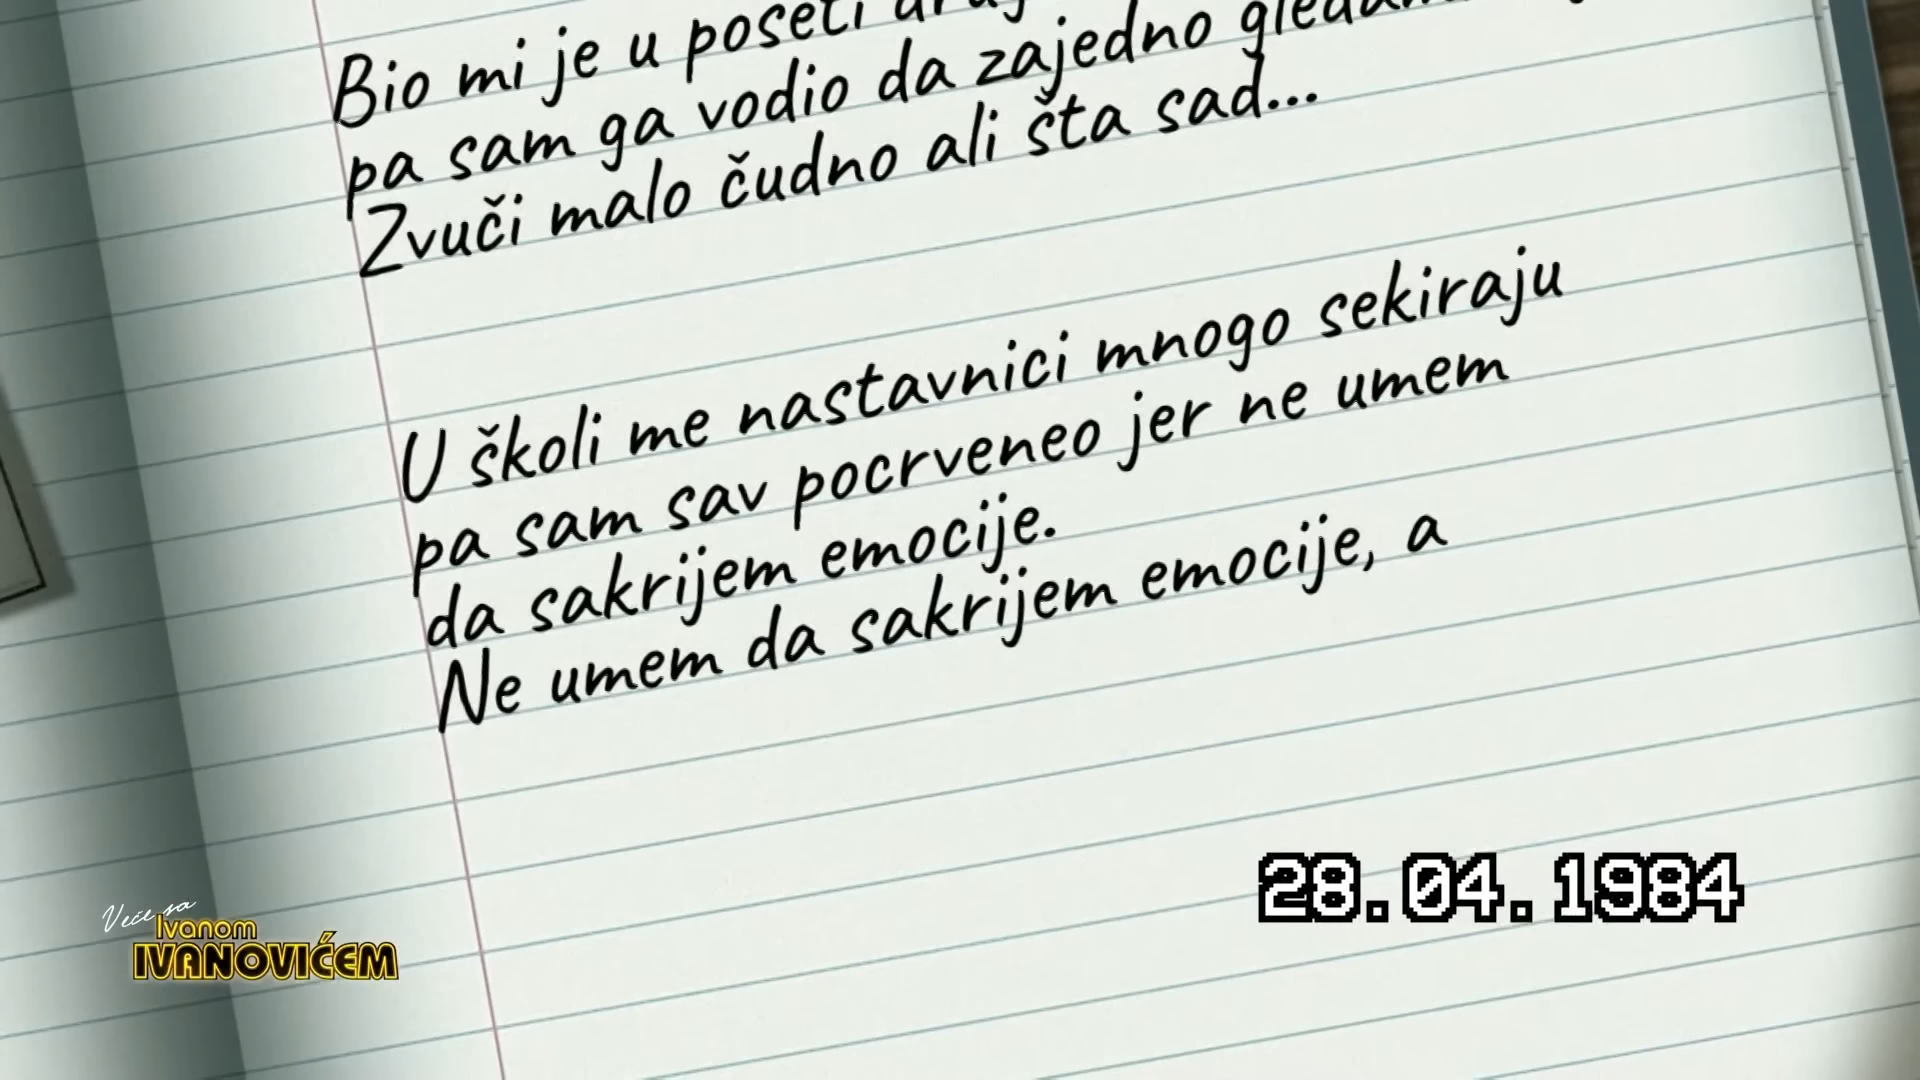 Bio mi je u poseti
pa sam ga vodio da zajedno
Zvuči malo čudno ali šta sad...
U školi me nastavnici mnogo sekiraju
pa sam sav pocrveneo jer ne umem
da sakrijem emocije.
Ne umem da sakrijem emocije, a
28.04.1984
Veče sa
Ivanom
IVANOVIĆEM